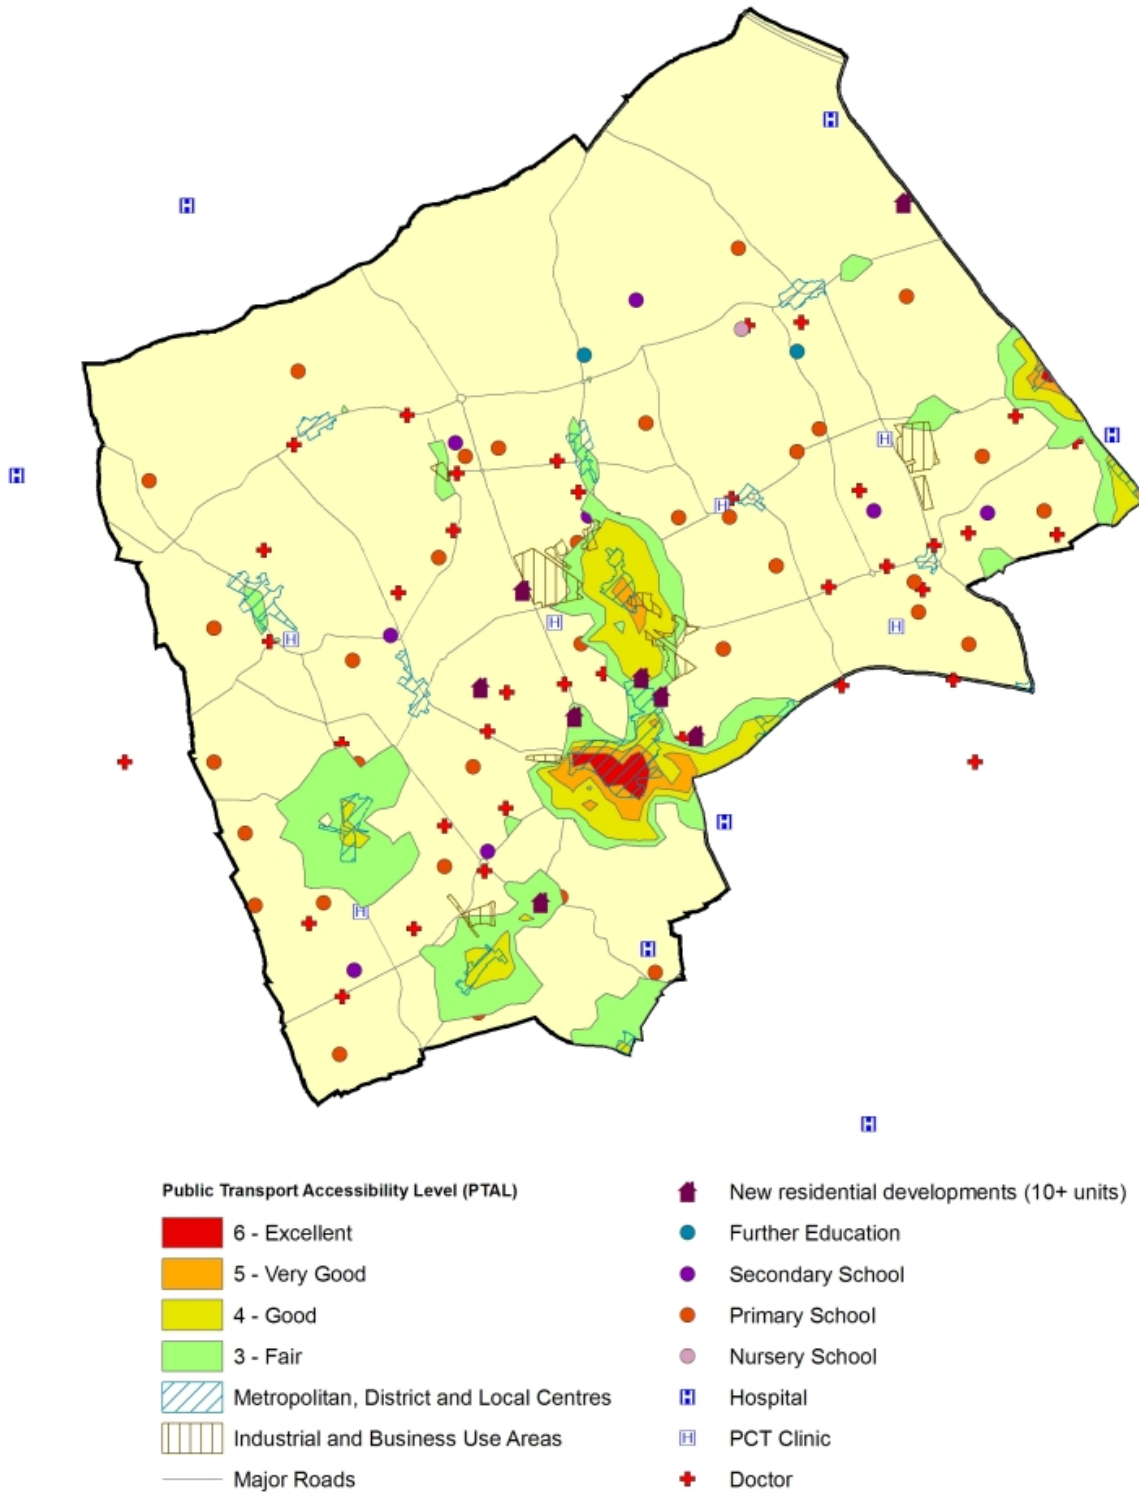 Public Transport Accessibility Level (PTAL)
6 - Excellent
5 - Very Good
4 - Good
3 - Fair
Metropolitan, District and Local Centres
Industrial and Business Use Areas
Major Roads
New residential developments (10+ units)
Further Education
Secondary School
Primary School
Nursery School
H Hospital
H PCT Clinic
Doctor